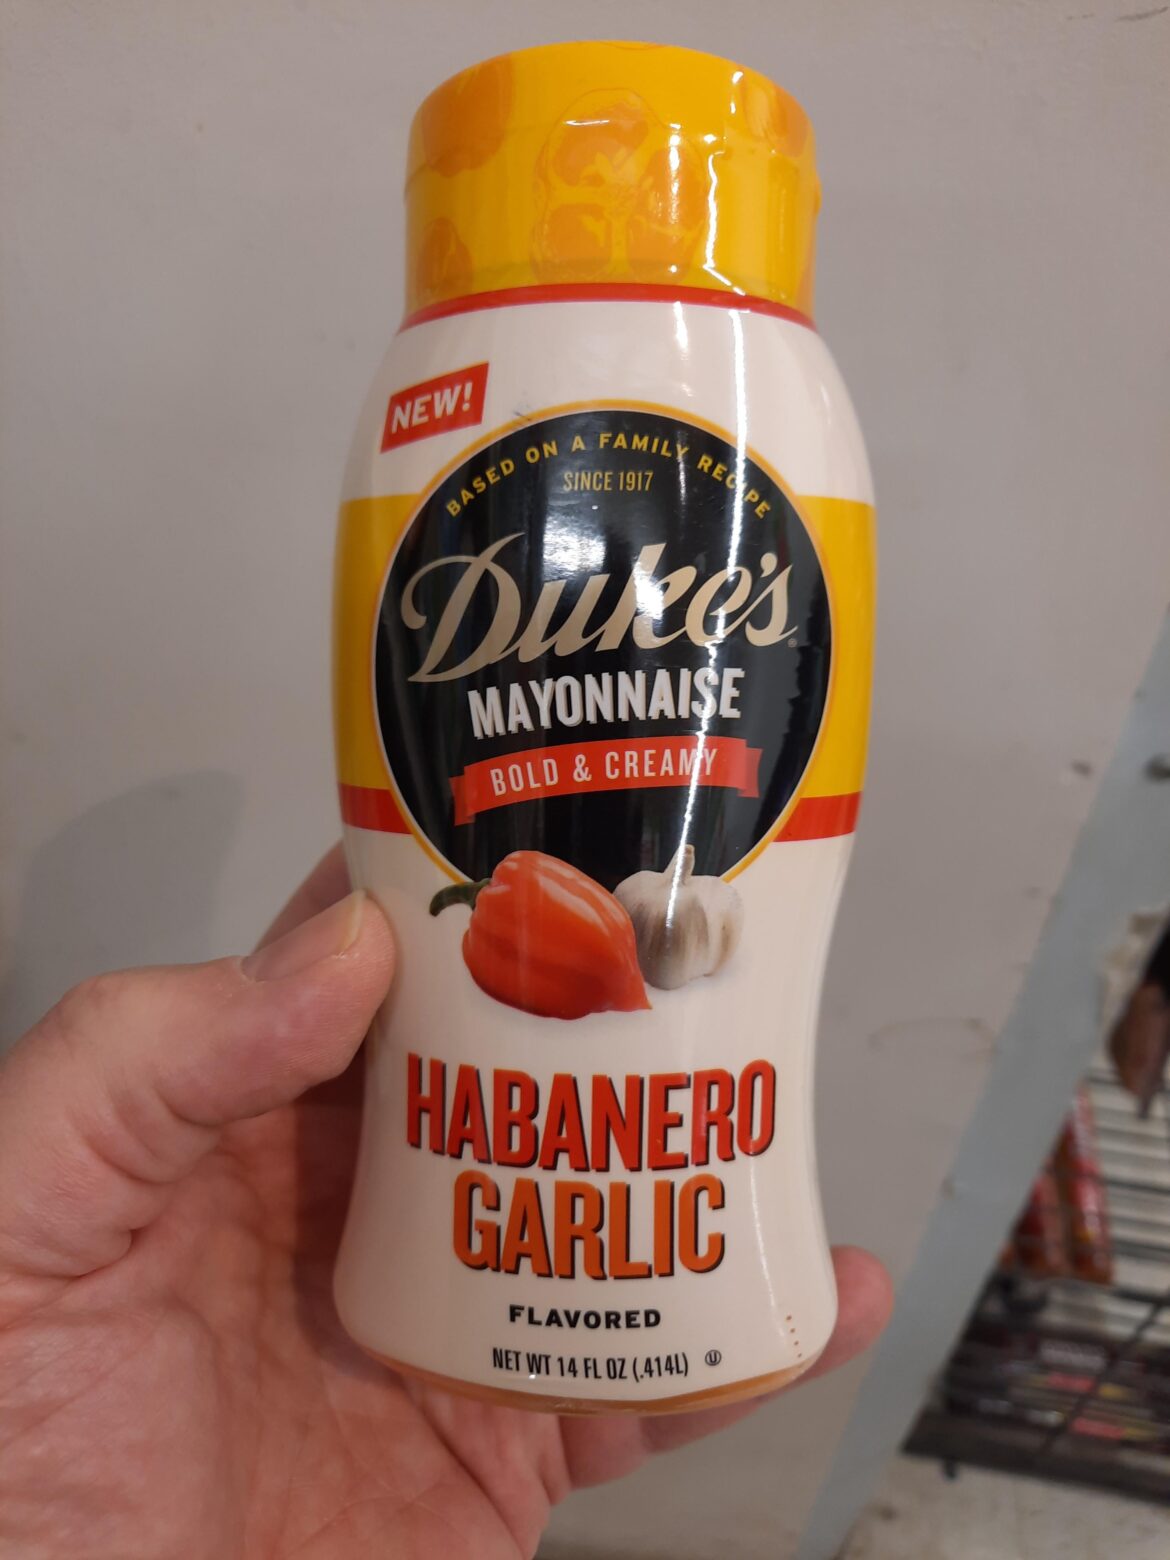 NEW!
BASED ON A FAMILY RECIPE
SINCE 1917
Duke's
MAYONNAISE
BOLD & CREAMY
HABANERO
GARLIC
FLAVORED
NET WT 14 FL OZ (.414L) Ⓤ